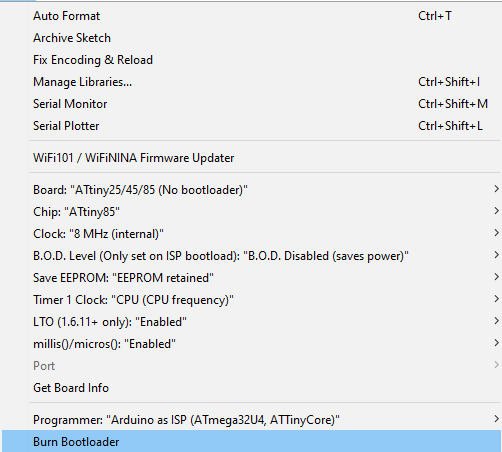 Auto Format Ctrl+T
Archive Sketch
Fix Encoding & Reload
Manage Libraries... Ctrl+Shift+I
Serial Monitor Ctrl+Shift+M
Serial Plotter Ctrl+Shift+L
WiFi101 / WiFiNINA Firmware Updater
Board: "ATtiny25/45/85 (No bootloader)"
Chip: "ATtiny85"
Clock: "8 MHz (internal)"
B.O.D. Level (Only set on ISP bootload): "B.O.D. Disabled (saves power)"
Save EEPROM: "EEPROM retained"
Timer 1 Clock: "CPU (CPU frequency)"
LTO (1.6.11+ only): "Enabled"
millis()/micros(): "Enabled"
Port
Get Board Info
Programmer: "Arduino as ISP (ATmega32U4, ATTinyCore)"
Burn Bootloader